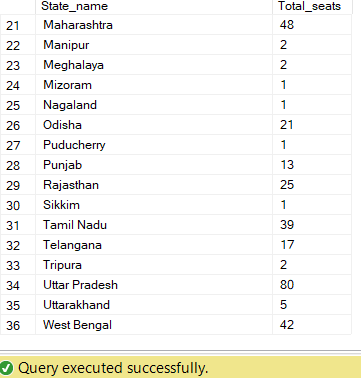 State_name Total_seats
21 Maharashtra 48
22 Manipur 2
23 Meghalaya 2
24 Mizoram 1
25 Nagaland 1
26 Odisha 21
27 Puducherry 1
28 Punjab 13
29 Rajasthan 25
30 Sikkim 1
31 Tamil Nadu 39
32 Telangana 17
33 Tripura 2
34 Uttar Pradesh 80
35 Uttarakhand 5
36 West Bengal 42
Query executed successfully.